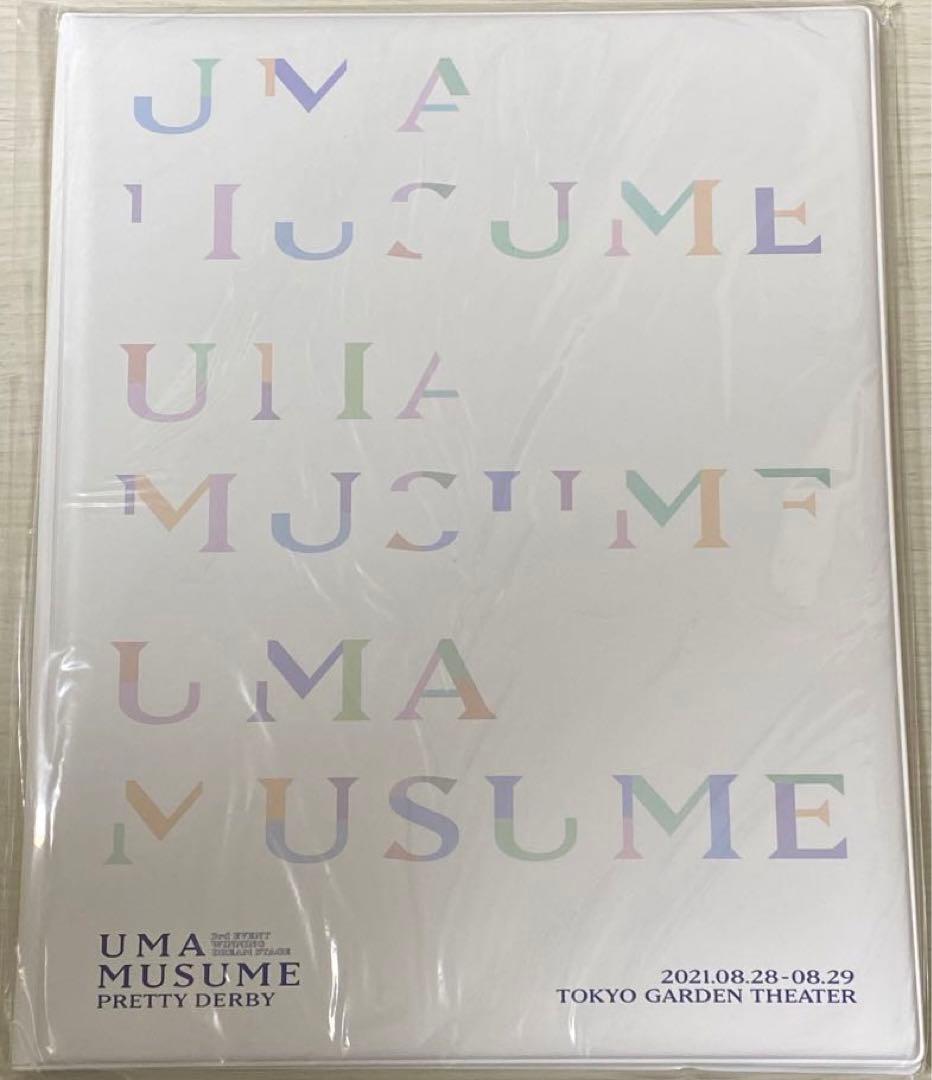 UMA
MUSUME
UMA
MUSUME
UMA
MUSUME
UMA
3rd EVENT
WINNING
DREAM STAGE
MUSUME
PRETTY DERBY
2021.08.28-08.29
TOKYO GARDEN THEATER